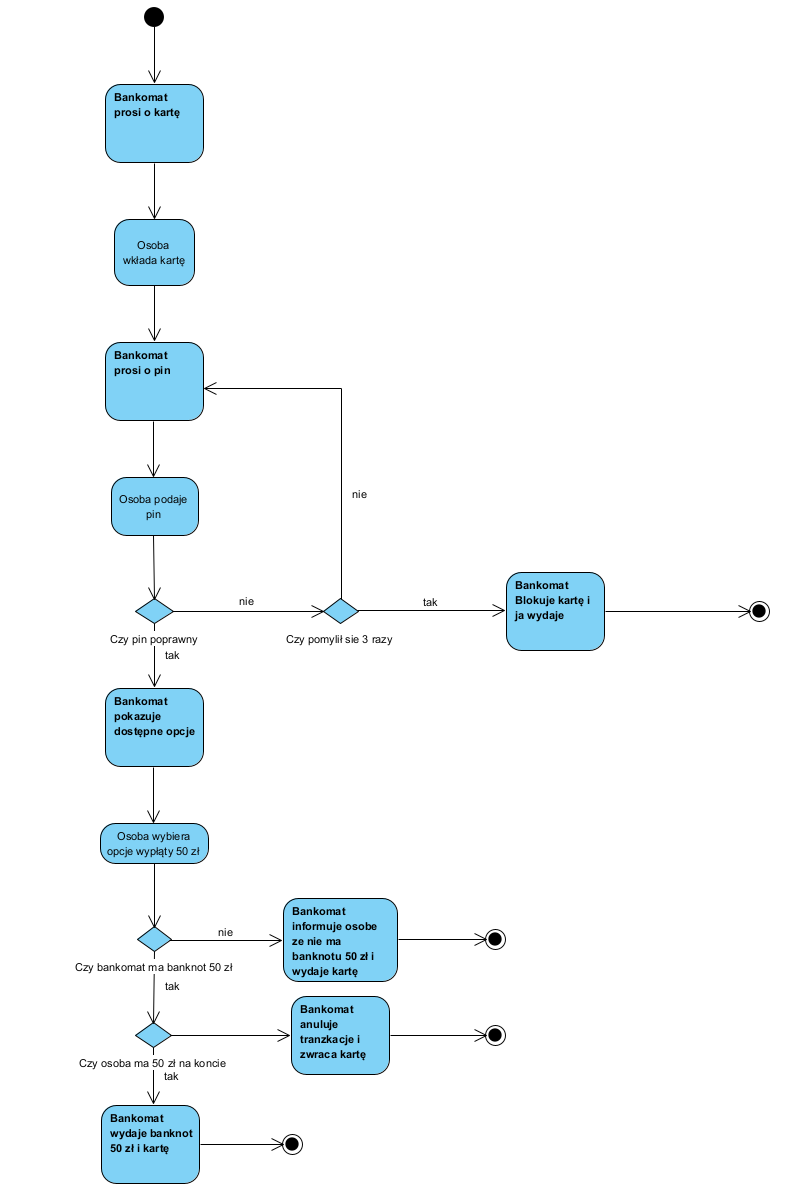 Bankomat
prosi o kartę
Osoba
wkłada kartę
Bankomat
prosi o pin
Osoba podaje
pin
nie
nie
tak
Bankomat
Blokuje kartę i
ja wydaje
Czy pin poprawny
Czy pomylił sie 3 razy
tak
Bankomat
pokazuje
dostępne opcje
Osoba wybiera
opcje wypłąty 50 zł
nie
Bankomat
informuje osobe
ze nie ma
banknotu 50 zł i
wydaje kartę
Czy bankomat ma banknot 50 zł
tak
Bankomat
anuluje
tranzkacje i
zwraca kartę
Czy osoba ma 50 zł na koncie
tak
Bankomat
wydaje banknot
50 zł i kartę